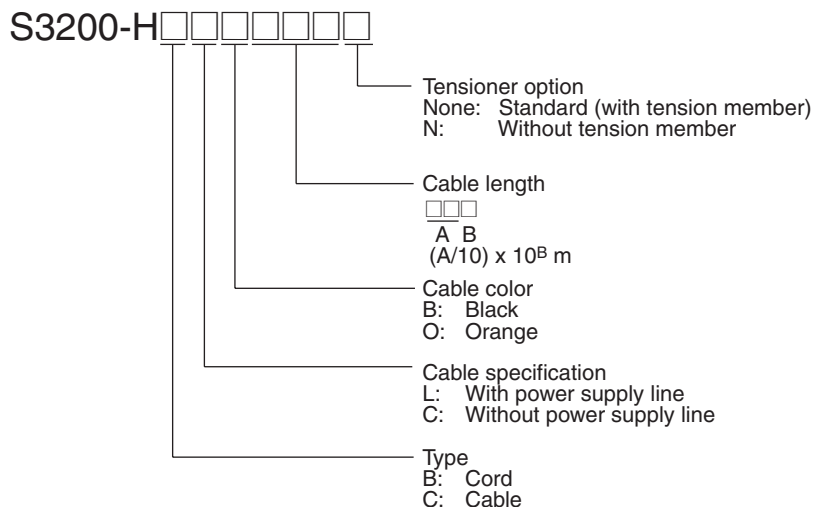 S3200-H□□□□□□□
Tensioner option
None: Standard (with tension member)
N: Without tension member
Cable length
□□□
A B
(A/10) x 10ᴮ m
Cable color
B: Black
O: Orange
Cable specification
L: With power supply line
C: Without power supply line
Type
B: Cord
C: Cable